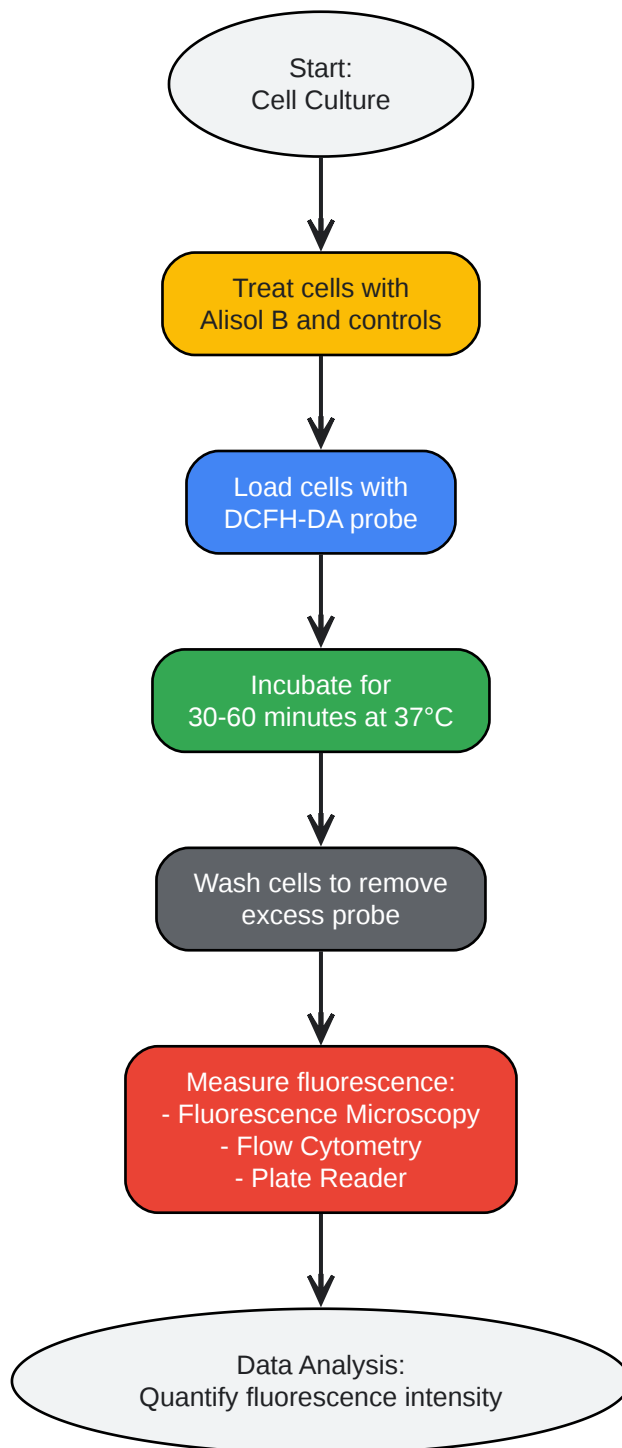 Start:
Cell Culture
Treat cells with
Alisol B and controls
Load cells with
DCFH-DA probe
Incubate for
30-60 minutes at 37°C
Wash cells to remove
excess probe
Measure fluorescence:
- Fluorescence Microscopy
- Flow Cytometry
- Plate Reader
Data Analysis:
Quantify fluorescence intensity